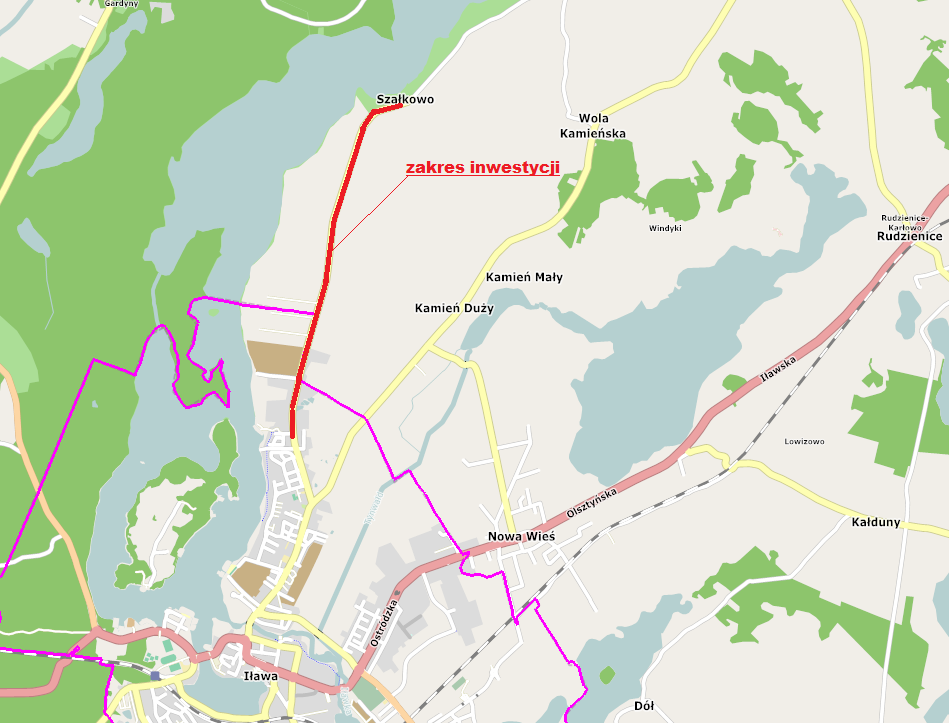 Gardyny
Szałkowo
Wola
Kamieńska
zakres inwestycji
Rudzienice-
Karłowo
Rudzienice
Windyki
Kamień Mały
Kamień Duży
Iławska
Lowizowo
Olsztyńska
Kałduny
Nowa Wieś
Ostródzka
Iława
Dół